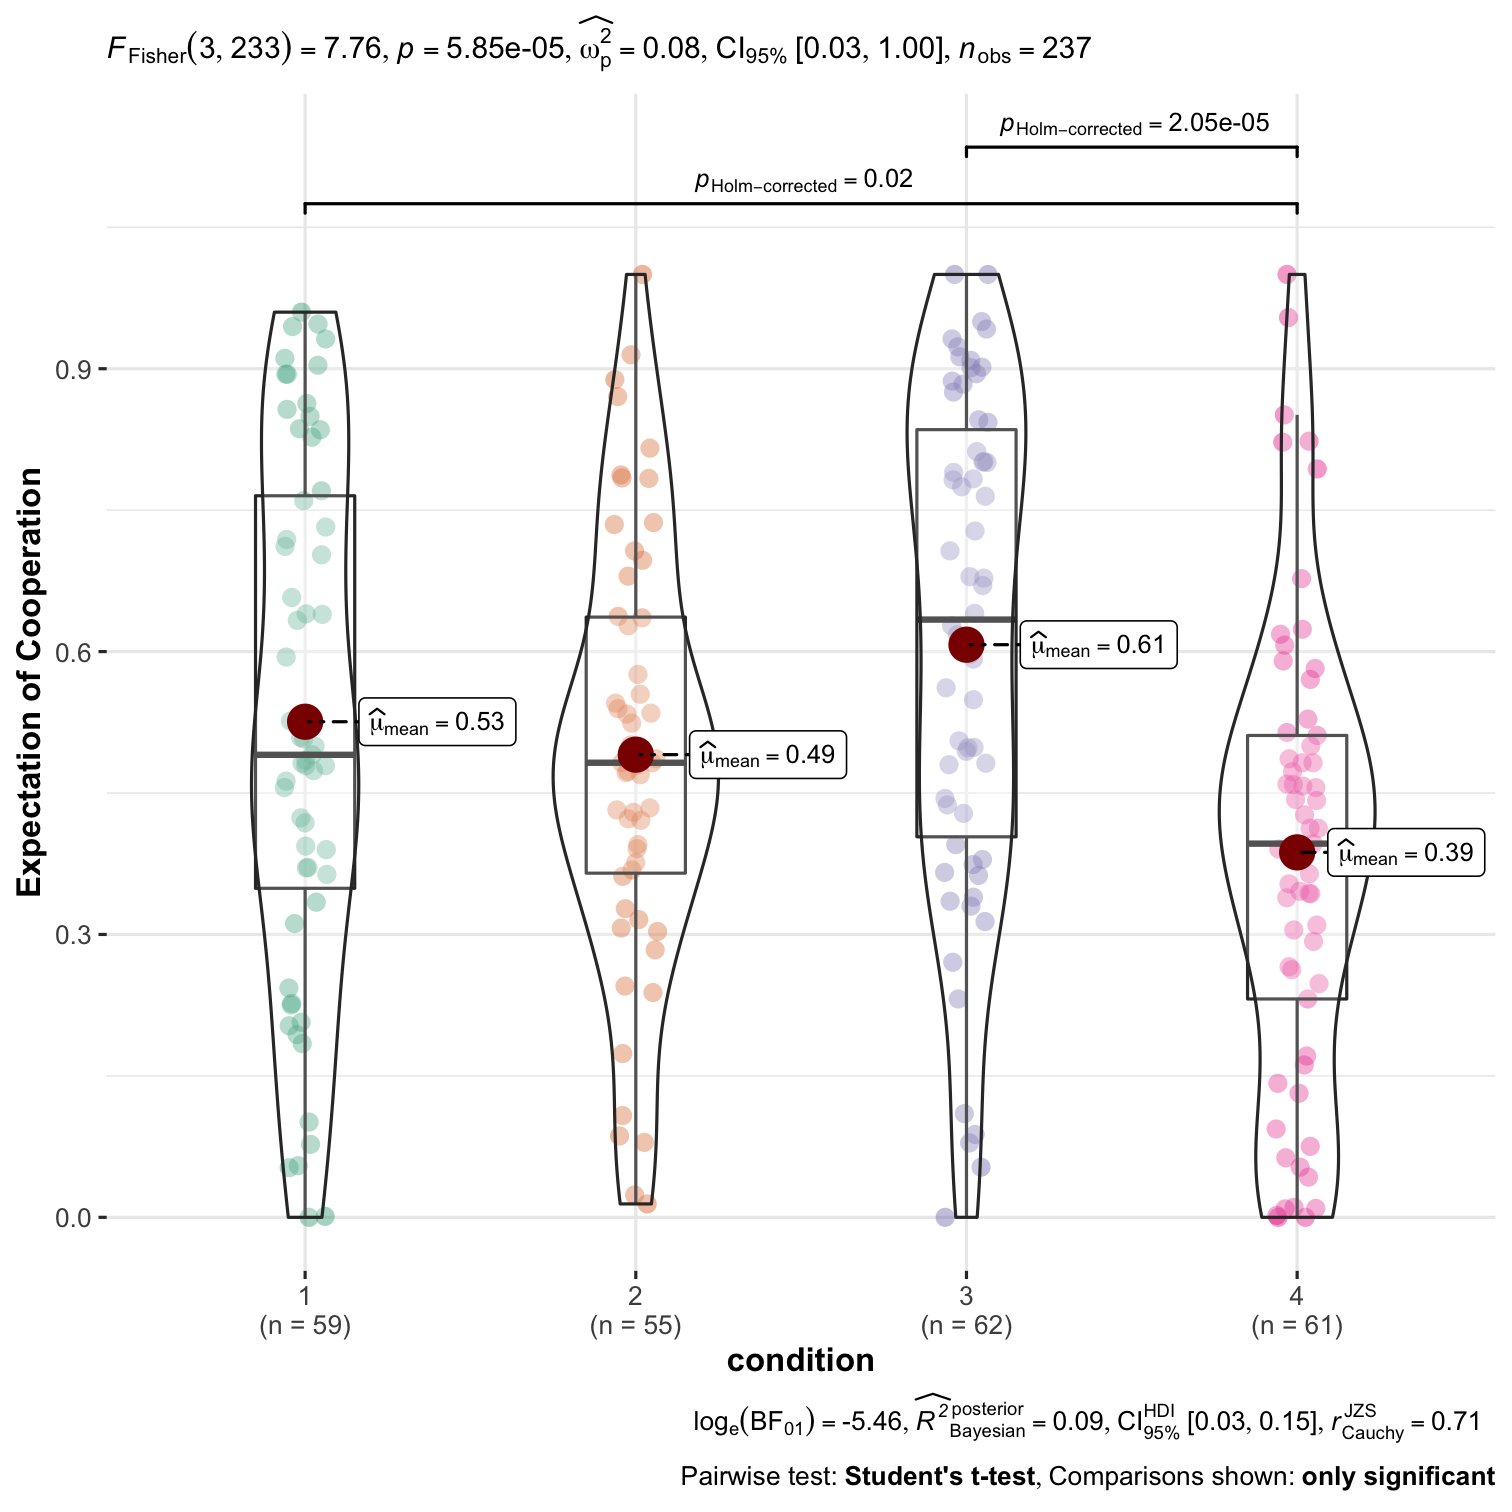 F_Fisher(3, 233) = 7.76, p = 5.85e-05, ω̂²_p = 0.08, CI_95% [0.03, 1.00], n_obs = 237
p_Holm−corrected = 2.05e-05
p_Holm−corrected = 0.02
Expectation of Cooperation
0.9
0.6
0.3
0.0
μ̂_mean = 0.53
μ̂_mean = 0.49
μ̂_mean = 0.61
μ̂_mean = 0.39
1
(n = 59)
2
(n = 55)
3
(n = 62)
4
(n = 61)
condition
log_e(BF_01) = -5.46, R̂²^posterior_Bayesian = 0.09, CI^HDI_95% [0.03, 0.15], r^JZS_Cauchy = 0.71
Pairwise test: Student's t-test, Comparisons shown: only significant